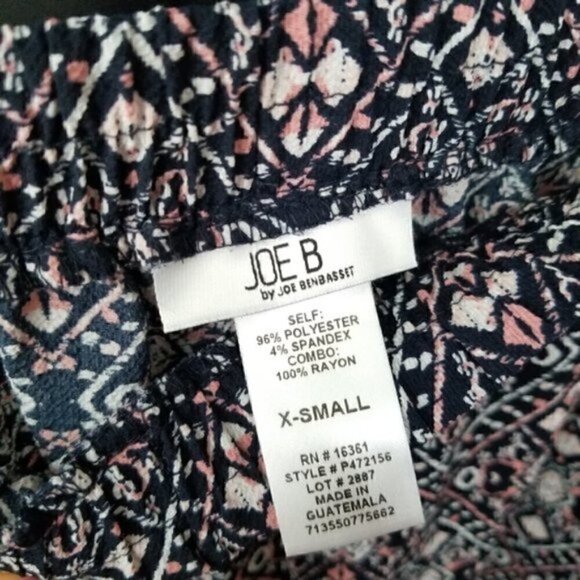 JOE B
by JOE BENBASSET
SELF:
96% POLYESTER
4% SPANDEX
COMBO:
100% RAYON
X-SMALL
RN # 16361
STYLE # P472156
LOT # 2887
MADE IN
GUATEMALA
713550775662